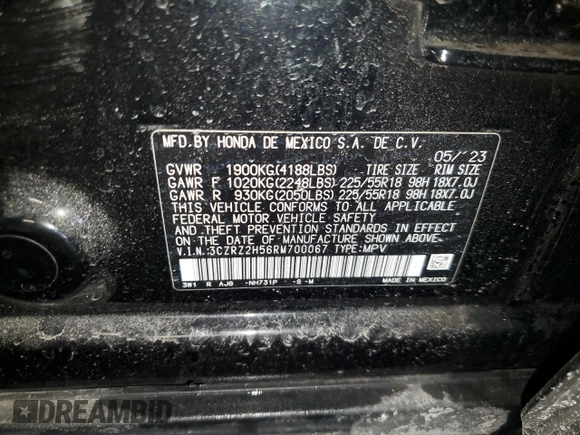 MFD.BY HONDA DE MEXICO S.A. DE C.V.
05/ 23
GVWR 1900KG(4188LBS) TIRE SIZE RIM SIZE
GAWR F 1020KG(2248LBS) 225/55R18 98H 18X7.0J
GAWR R 930KG(2050LBS) 225/55R18 98H 18X7.0J
THIS VEHICLE CONFORMS TO ALL APPLICABLE
FEDERAL MOTOR VEHICLE SAFETY
AND THEFT PREVENTION STANDARDS IN EFFECT
ON THE DATE OF MANUFACTURE SHOWN ABOVE.
V.I.N.:3CZRZ2H56RM700067 TYPE:MPV
3W1 R AJ6 -NH731P -S -M MADE IN MEXICO
DREAMBID